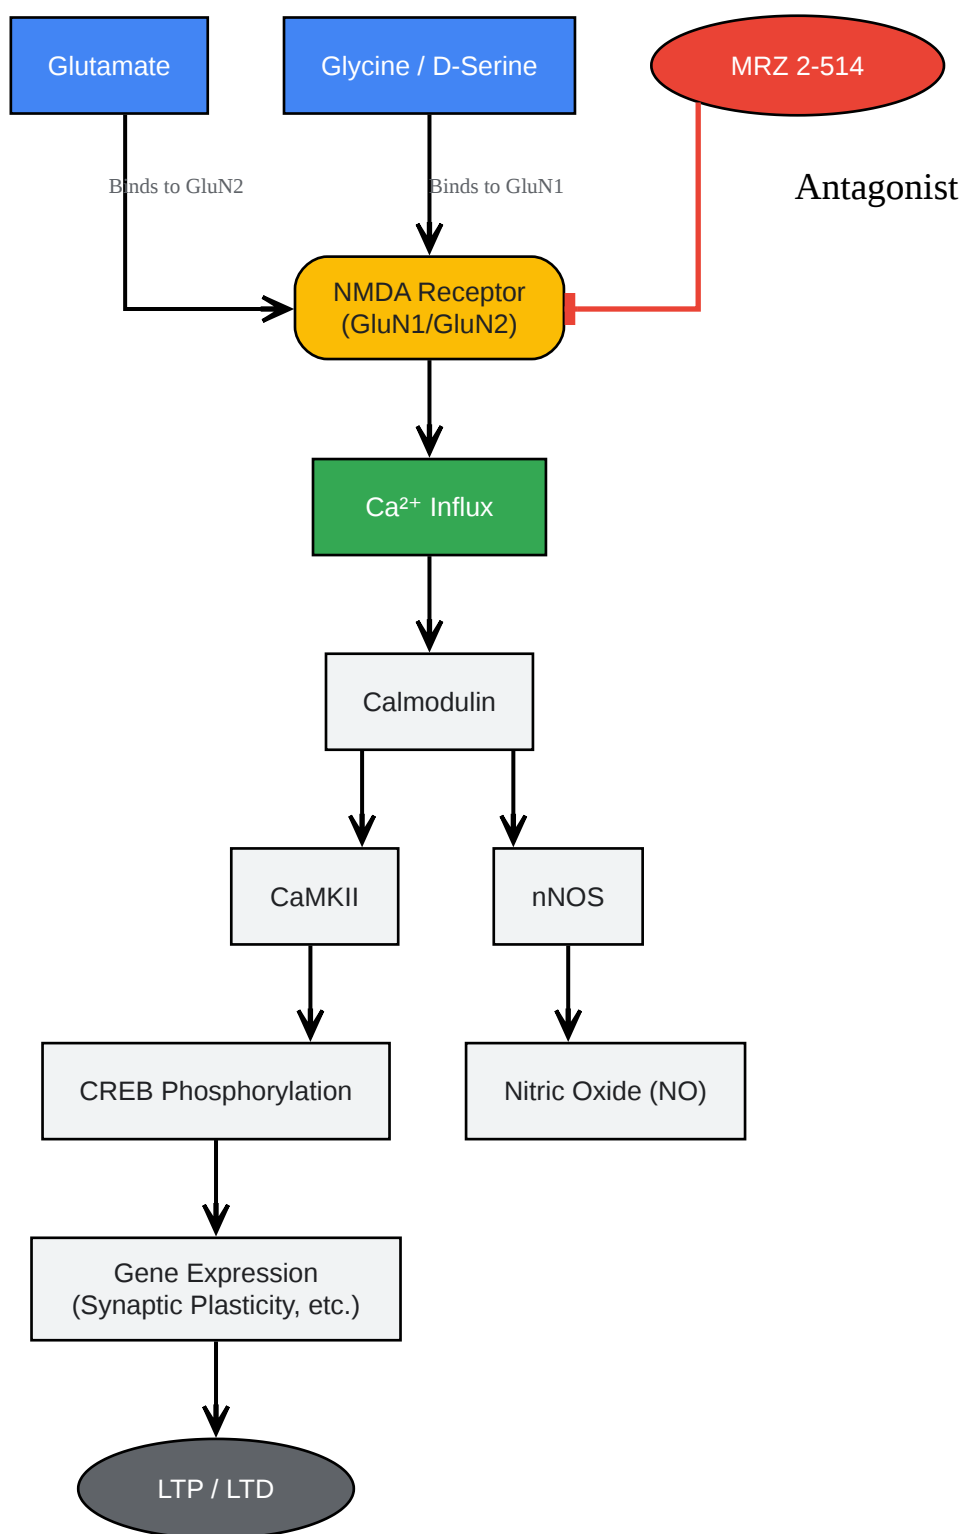 Glutamate
Glycine / D-Serine
MRZ 2-514
Binds to GluN2
Binds to GluN1
Antagonist
NMDA Receptor
(GluN1/GluN2)
Ca²⁺ Influx
Calmodulin
CaMKII
nNOS
CREB Phosphorylation
Nitric Oxide (NO)
Gene Expression
(Synaptic Plasticity, etc.)
LTP / LTD